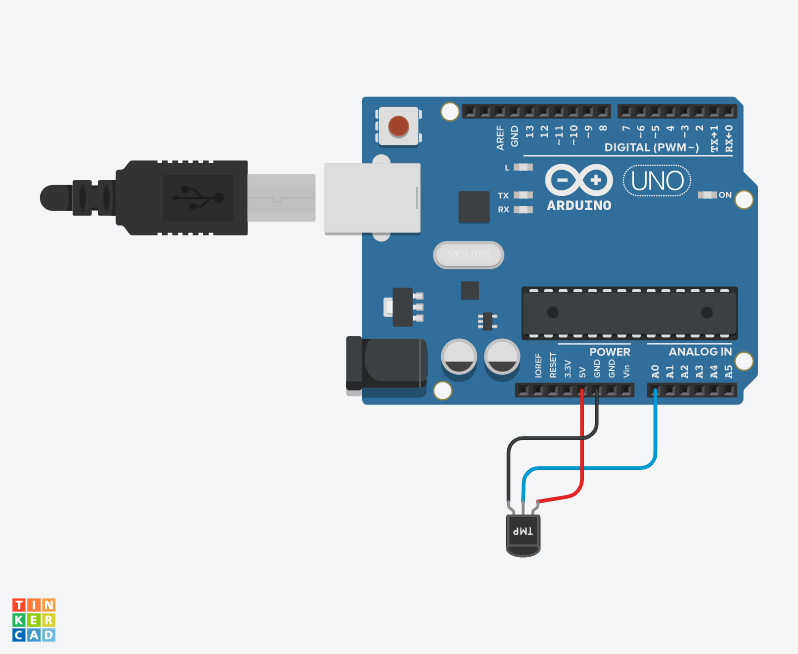 AREF
GND
13
12
~11
~10
~9
8
7
~6
~5
4
~3
2
TX→1
RX←0
DIGITAL (PWM~)
L
TX
RX
UNO
ARDUINO
ON
POWER
ANALOG IN
IOREF
RESET
3.3V
5V
GND
GND
Vin
A0
A1
A2
A3
A4
A5
TMP
TIN
KER
CAD